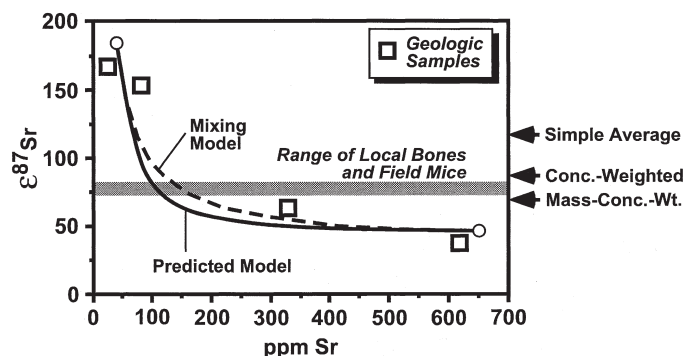 200
Geologic
Samples
150
Mixing
Model
Simple Average
Range of Local Bones
and Field Mice
100
Conc.-Weighted
Mass-Conc.-Wt.
50
Predicted Model
0
0 100 200 300 400 500 600 700
ppm Sr
ε87Sr